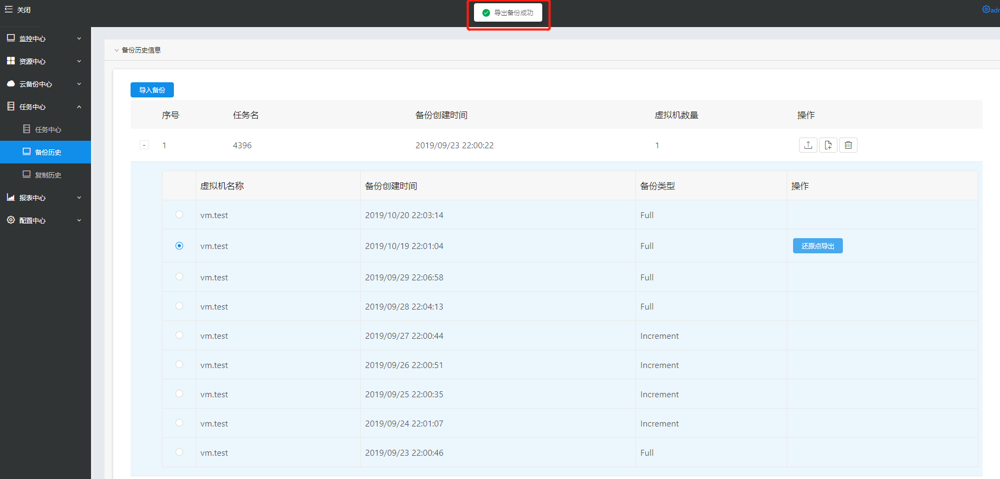 关闭
导出备份成功
adr
监控中心
资源中心
云备份中心
任务中心
任务中心
备份历史
复制历史
报表中心
配置中心
备份历史信息
导入备份
序号 任务名 备份创建时间 虚拟机数量 操作
- 1 4396 2019/09/23 22:00:22 1
虚拟机名称 备份创建时间 备份类型 操作
vm.test 2019/10/20 22:03:14 Full
vm.test 2019/10/19 22:01:04 Full 还原点导出
vm.test 2019/09/29 22:06:58 Full
vm.test 2019/09/28 22:04:13 Full
vm.test 2019/09/27 22:00:44 Increment
vm.test 2019/09/26 22:00:51 Increment
vm.test 2019/09/25 22:00:35 Increment
vm.test 2019/09/24 22:01:07 Increment
vm.test 2019/09/23 22:00:46 Full